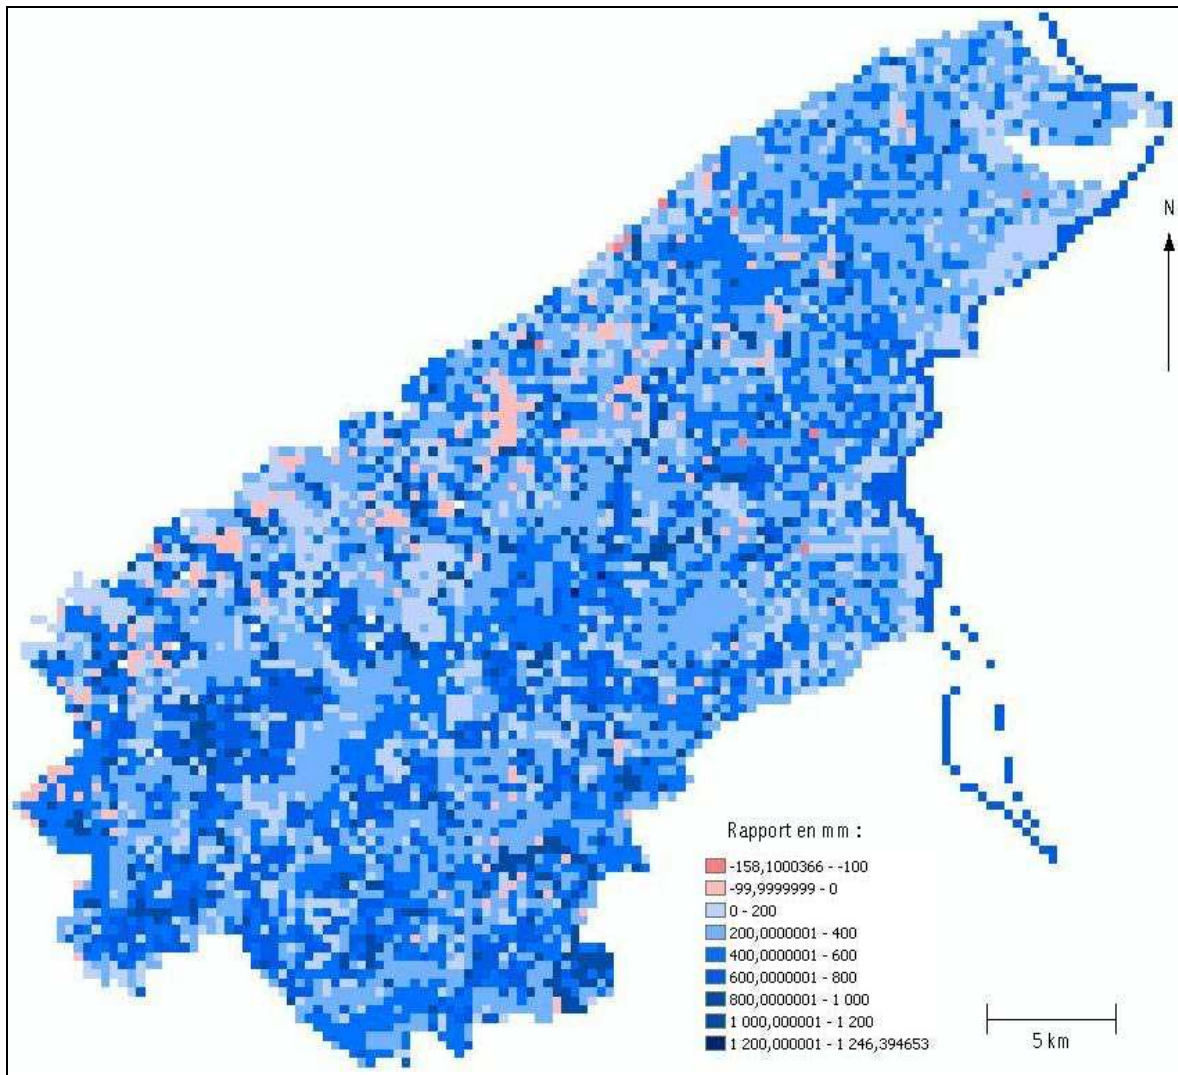 N
Rapport en mm :
-158,1000366 - -100
-99,9999999 - 0
0 - 200
200,0000001 - 400
400,0000001 - 600
600,0000001 - 800
800,0000001 - 1 000
1 000,000001 - 1 200
1 200,000001 - 1 246,394653
5 km